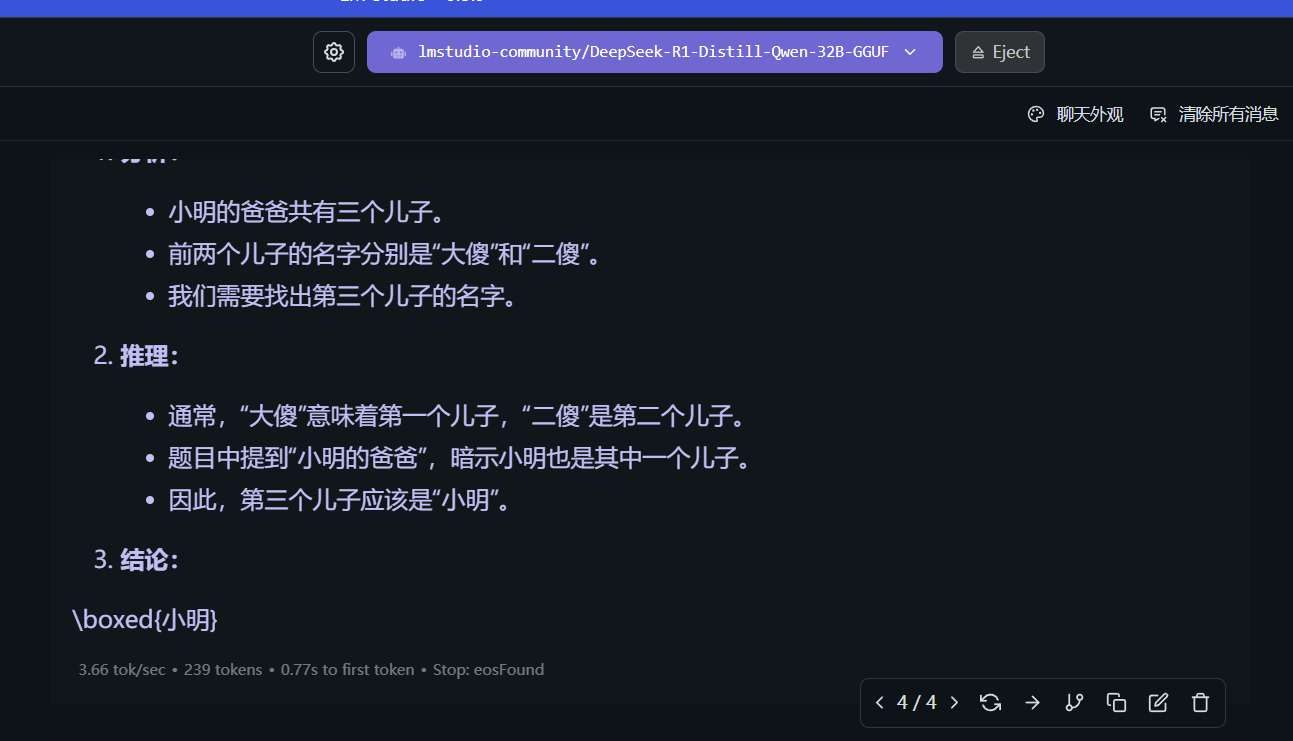 lmstudio-community/DeepSeek-R1-Distill-Qwen-32B-GGUF Eject
聊天外观 清除所有消息
• 小明的爸爸共有三个儿子。
• 前两个儿子的名字分别是“大傻”和“二傻”。
• 我们需要找出第三个儿子的名字。
2. 推理：
• 通常，“大傻”意味着第一个儿子，“二傻”是第二个儿子。
• 题目中提到“小明的爸爸”，暗示小明也是其中一个儿子。
• 因此，第三个儿子应该是“小明”。
3. 结论：
\boxed{小明}
3.66 tok/sec • 239 tokens • 0.77s to first token • Stop: eosFound
4 / 4